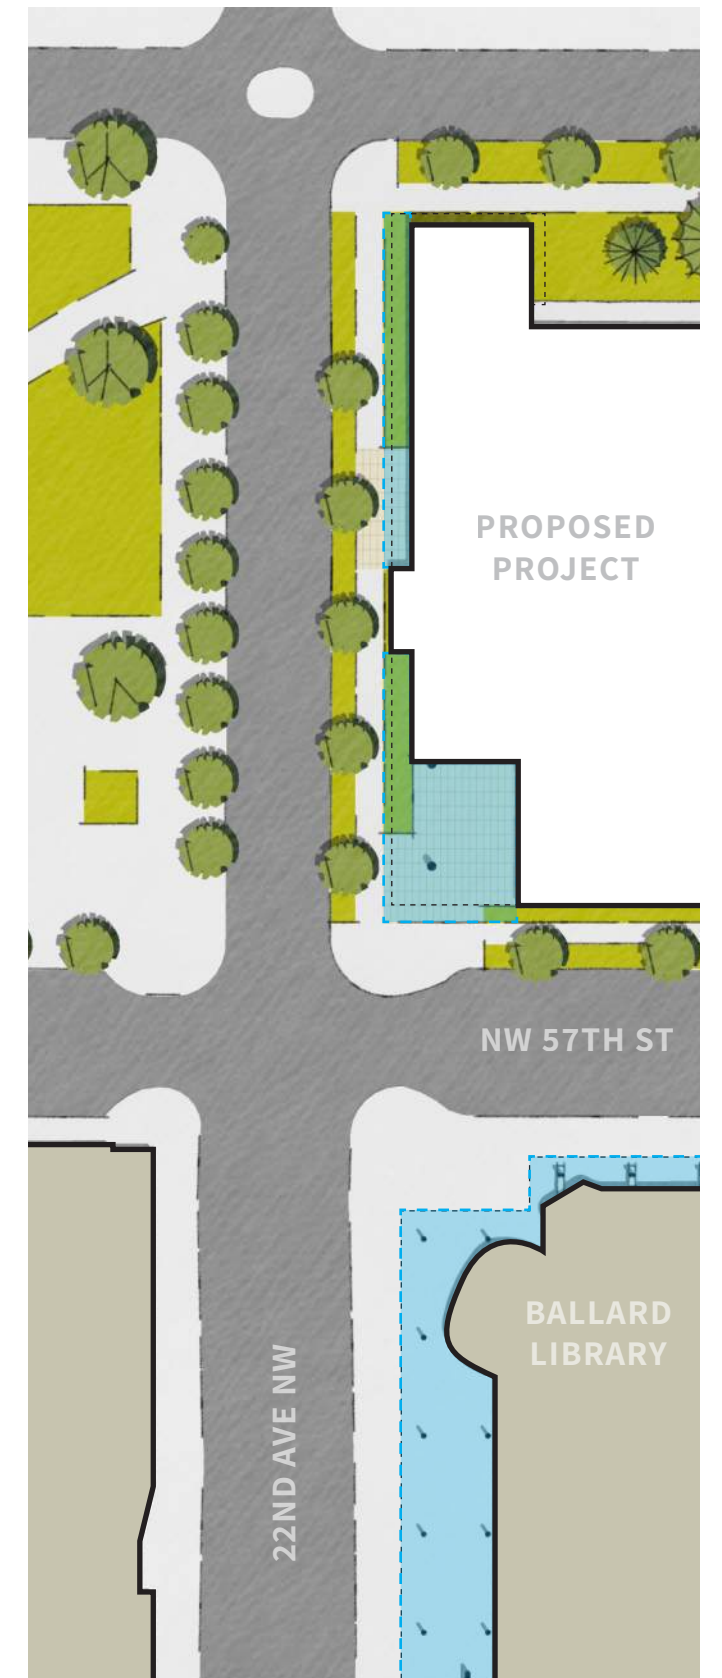 PROPOSED
PROJECT
NW 57TH ST
BALLARD
LIBRARY
22ND AVE NW